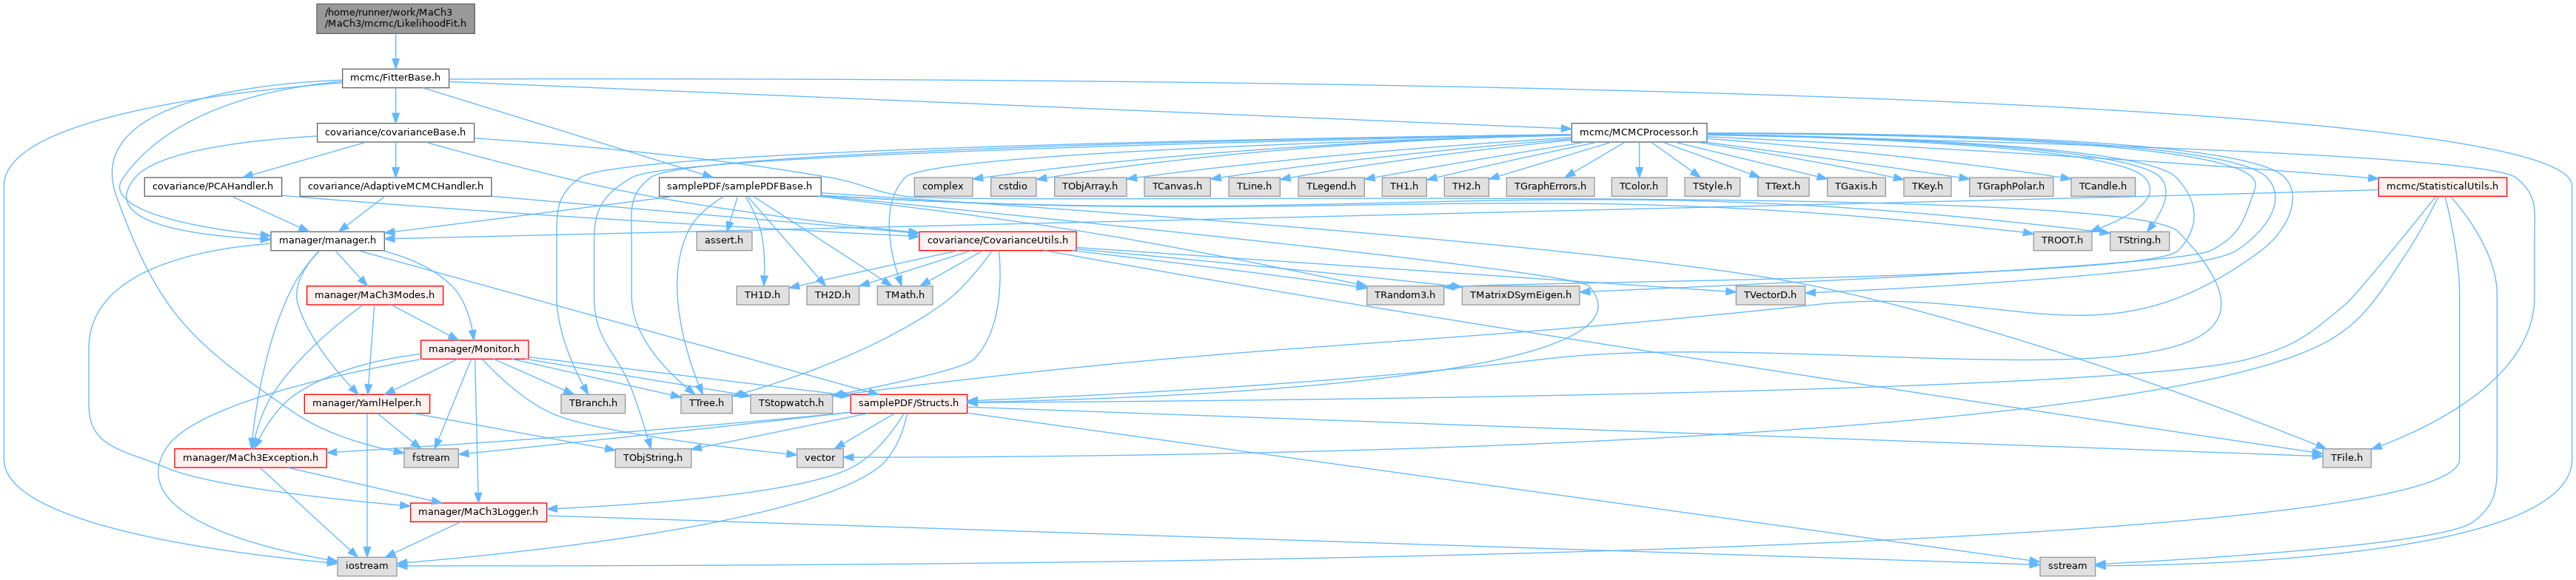 /home/runner/work/MaCh3
/MaCh3/mcmc/LikelihoodFit.h
mcmc/FitterBase.h
covariance/covarianceBase.h
mcmc/MCMCProcessor.h
covariance/PCAHandler.h
covariance/AdaptiveMCMCHandler.h
samplePDF/samplePDFBase.h
complex
cstdio
TObjArray.h
TCanvas.h
TLine.h
TLegend.h
TH1.h
TH2.h
TGraphErrors.h
TColor.h
TStyle.h
TText.h
TGaxis.h
TKey.h
TGraphPolar.h
TCandle.h
mcmc/StatisticalUtils.h
manager/manager.h
assert.h
covariance/CovarianceUtils.h
TROOT.h
TString.h
manager/MaCh3Modes.h
TH1D.h
TH2D.h
TMath.h
TRandom3.h
TMatrixDSymEigen.h
TVectorD.h
manager/Monitor.h
manager/YamlHelper.h
TBranch.h
TTree.h
TStopwatch.h
samplePDF/Structs.h
manager/MaCh3Exception.h
fstream
TObjString.h
vector
TFile.h
manager/MaCh3Logger.h
iostream
sstream